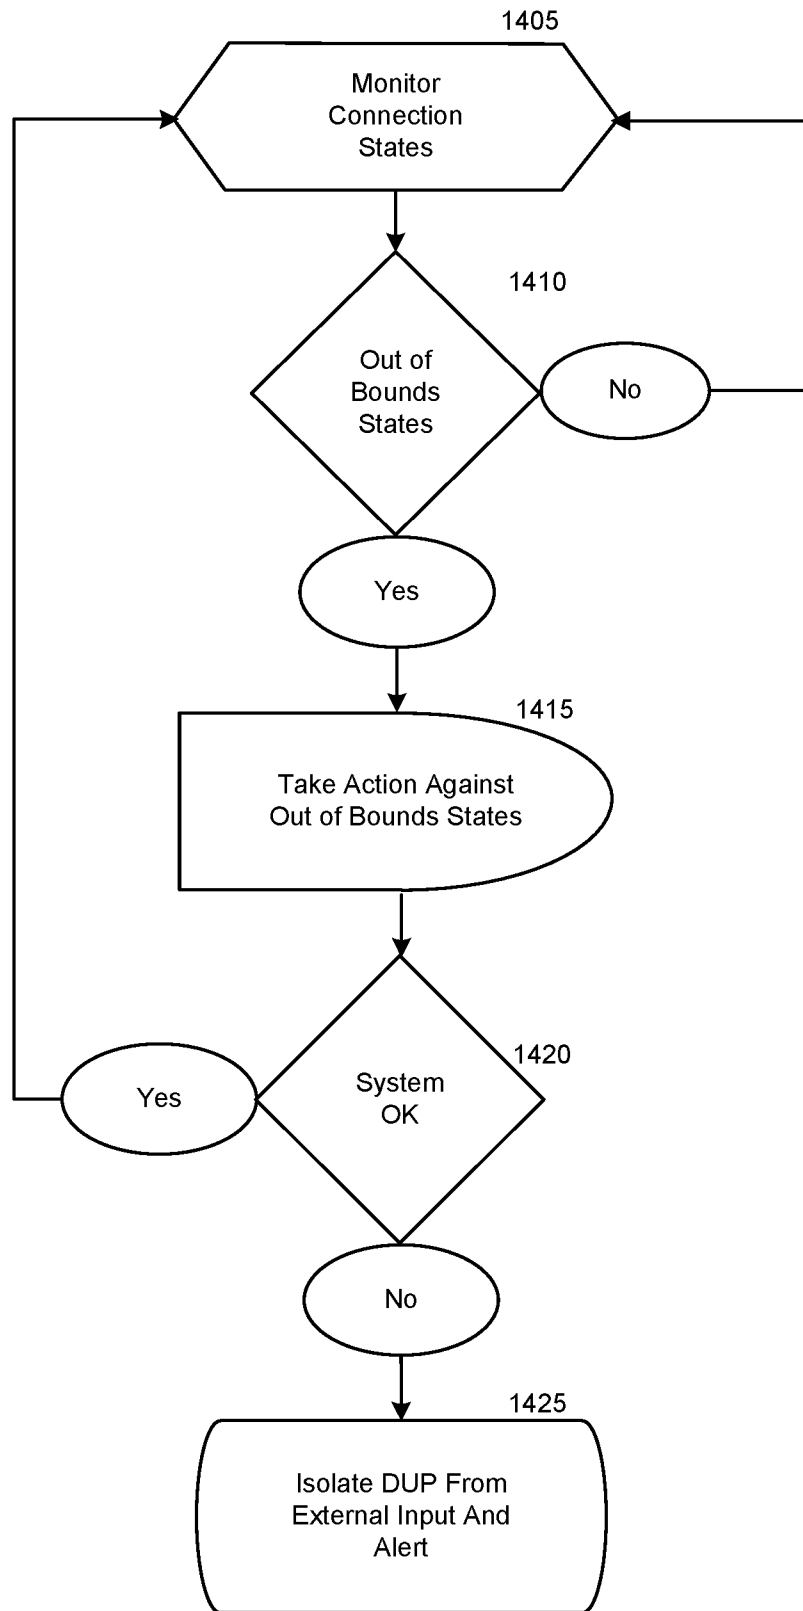 1405
Monitor
Connection
States
1410
Out of
Bounds
States
No
Yes
1415
Take Action Against
Out of Bounds States
1420
System
OK
Yes
No
1425
Isolate DUP From
External Input And
Alert